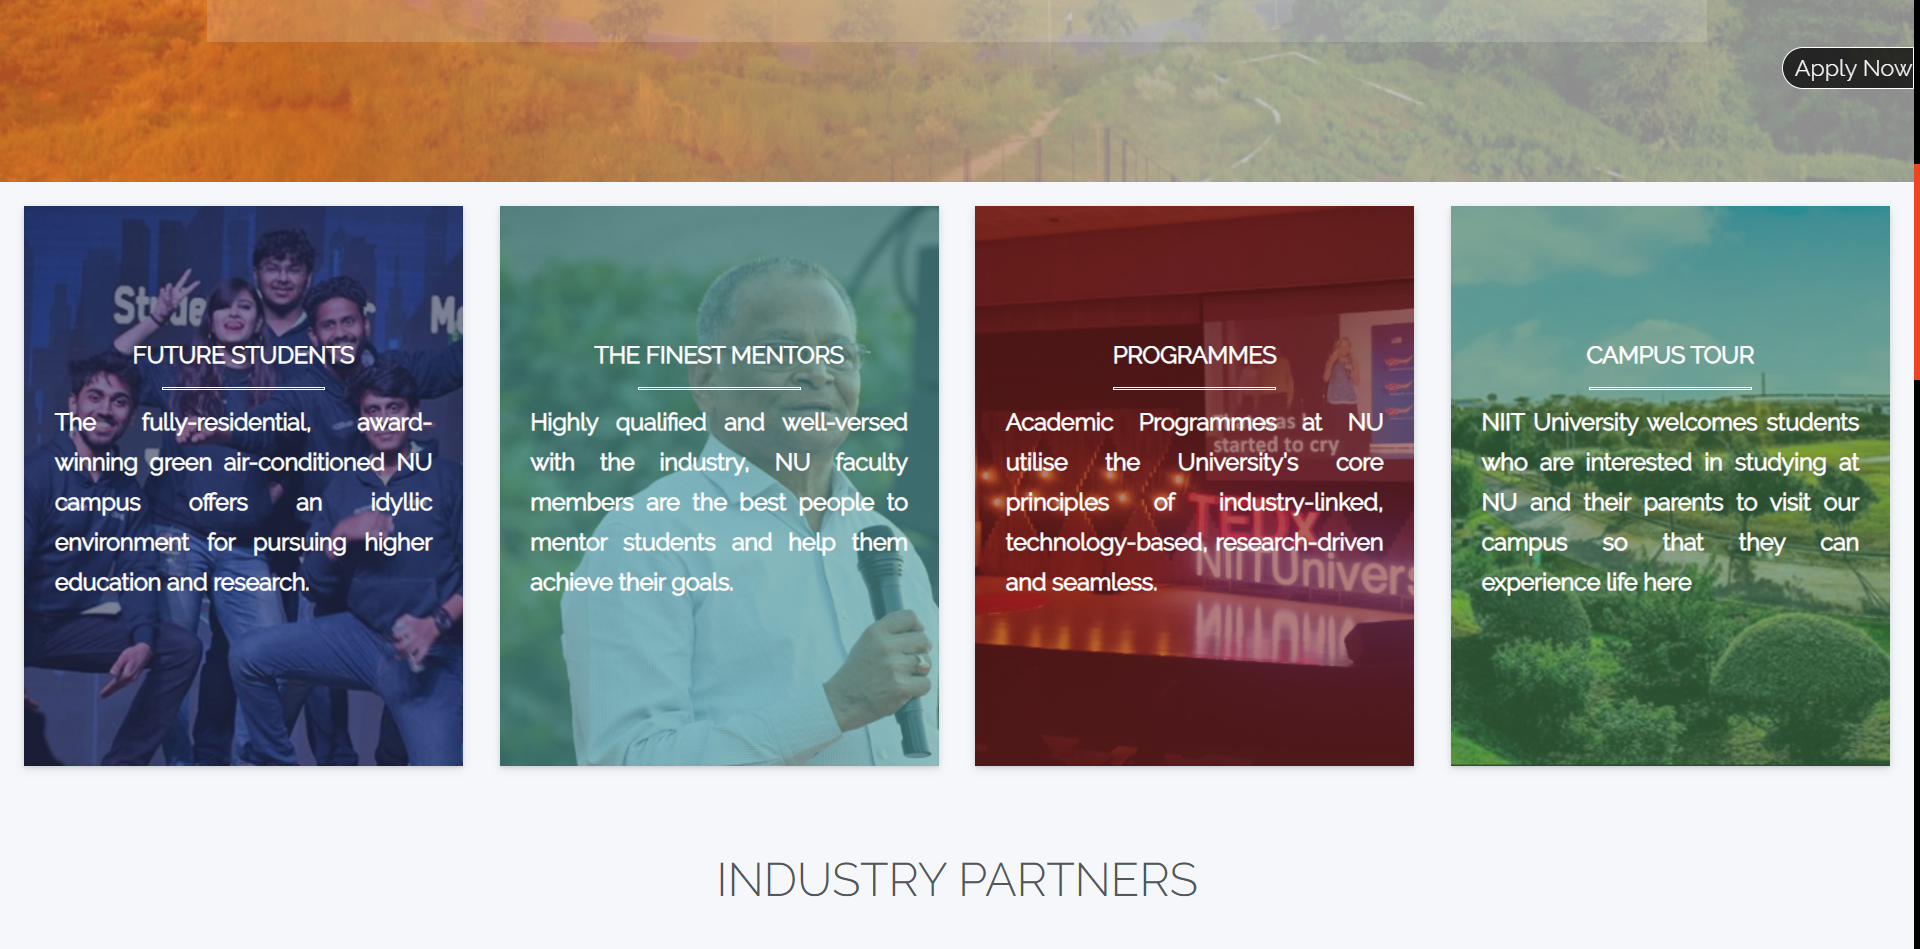 Apply Now
FUTURE STUDENTS
The fully-residential, award-
winning green air-conditioned NU
campus offers an idyllic
environment for pursuing higher
education and research.
THE FINEST MENTORS
Highly qualified and well-versed
with the industry, NU faculty
members are the best people to
mentor students and help them
achieve their goals.
PROGRAMMES
Academic Programmes at NU
utilise the University's core
principles of industry-linked,
technology-based, research-driven
and seamless.
started to cry
TEDx
NIITUnivers
CAMPUS TOUR
NIIT University welcomes students
who are interested in studying at
NU and their parents to visit our
campus so that they can
experience life here
INDUSTRY PARTNERS